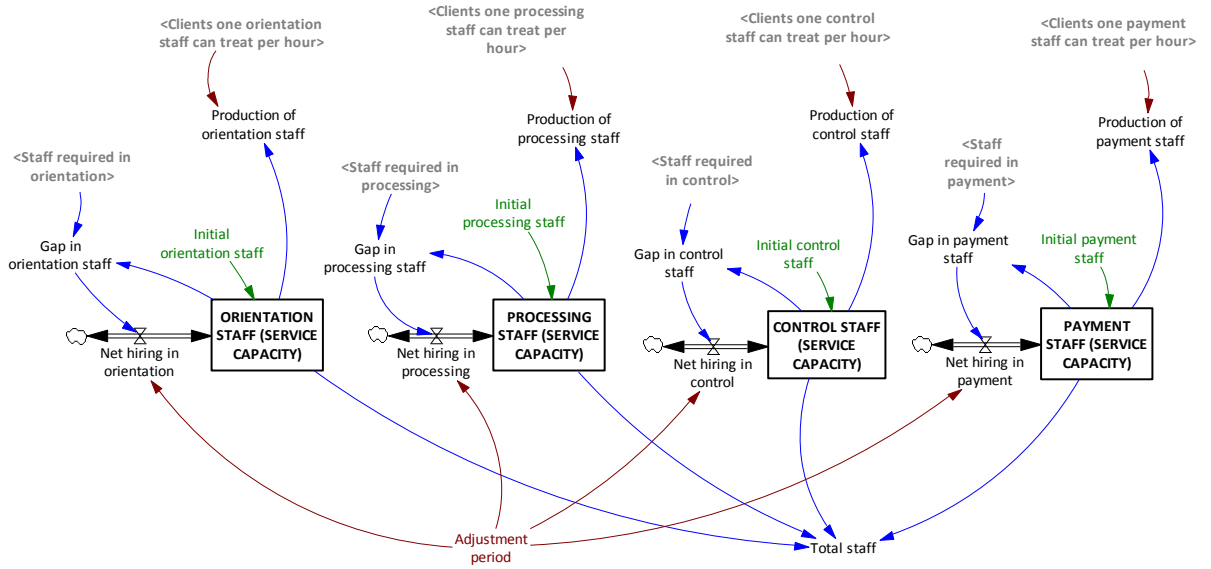 <Clients one orientation
staff can treat per hour>
<Clients one processing
staff can treat per
hour>
<Clients one control
staff can treat per hour>
<Clients one payment
staff can treat per hour>
Production of
orientation staff
Production of
processing staff
Production of
control staff
Production of
payment staff
<Staff required in
orientation>
<Staff required in
processing>
<Staff required
in control>
<Staff
required in
payment>
Gap in
orientation staff
Initial
orientation staff
Gap in
processing staff
Initial
processing staff
Gap in control
staff
Initial control
staff
Gap in payment
staff
Initial payment
staff
ORIENTATION
STAFF (SERVICE
CAPACITY)
PROCESSING
STAFF (SERVICE
CAPACITY)
CONTROL STAFF
(SERVICE
CAPACITY)
PAYMENT
STAFF (SERVICE
CAPACITY)
Net hiring in
orientation
Net hiring in
processing
Net hiring in
control
Net hiring in
payment
Adjustment
period
Total staff